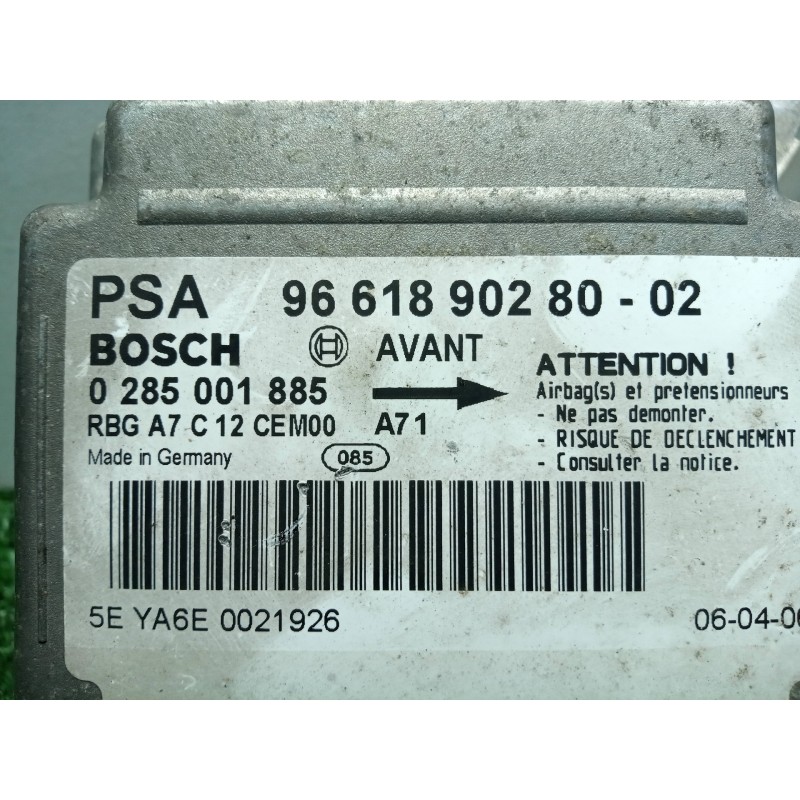 PSA 96 618 902 80 - 02
BOSCH AVANT
0 285 001 885
RBG A7 C 12 CEM00 A71
Made in Germany 085
ATTENTION !
Airbag(s) et pretensionneurs
- Ne pas demonter.
- RISQUE DE DECLENCHEMENT
- Consulter la notice.
5E YA6E 0021926
06-04-06